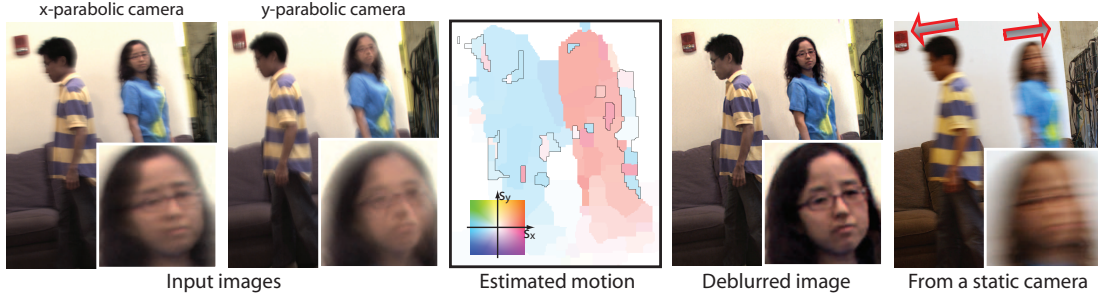 x-parabolic camera
y-parabolic camera
Sy
Sx
Input images
Estimated motion
Deblurred image
From a static camera